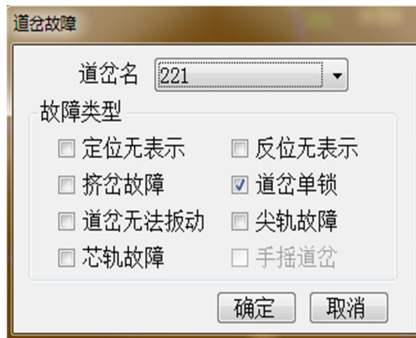 道岔故障
道岔名 221
故障类型
定位无表示 反位无表示
挤岔故障 道岔单锁
道岔无法扳动 尖轨故障
芯轨故障 手摇道岔
确定 取消